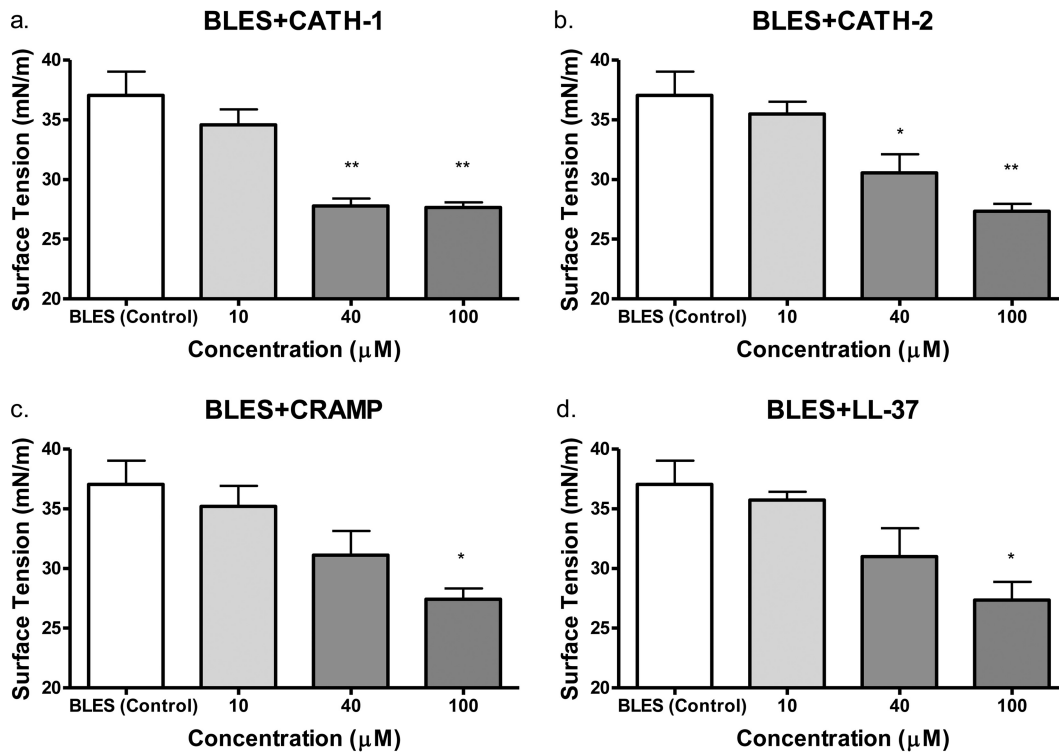 a.
BLES+CATH-1
Surface Tension (mN/m)
40
35
30
25
20
**
**
BLES (Control) 10 40 100
Concentration (μM)
b.
BLES+CATH-2
Surface Tension (mN/m)
40
35
30
25
20
*
**
BLES (Control) 10 40 100
Concentration (μM)
c.
BLES+CRAMP
Surface Tension (mN/m)
40
35
30
25
20
*
BLES (Control) 10 40 100
Concentration (μM)
d.
BLES+LL-37
Surface Tension (mN/m)
40
35
30
25
20
*
BLES (Control) 10 40 100
Concentration (μM)